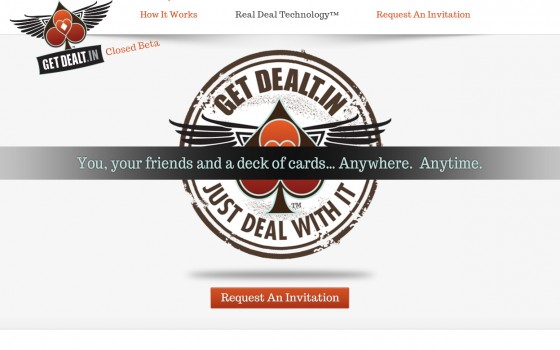 How It Works
Real Deal Technology™
Request An Invitation
GET DEALT.IN
Closed Beta
GET DEALT.IN
You, your friends and a deck of cards... Anywhere. Anytime.
TM
JUST DEAL WITH IT
Request An Invitation